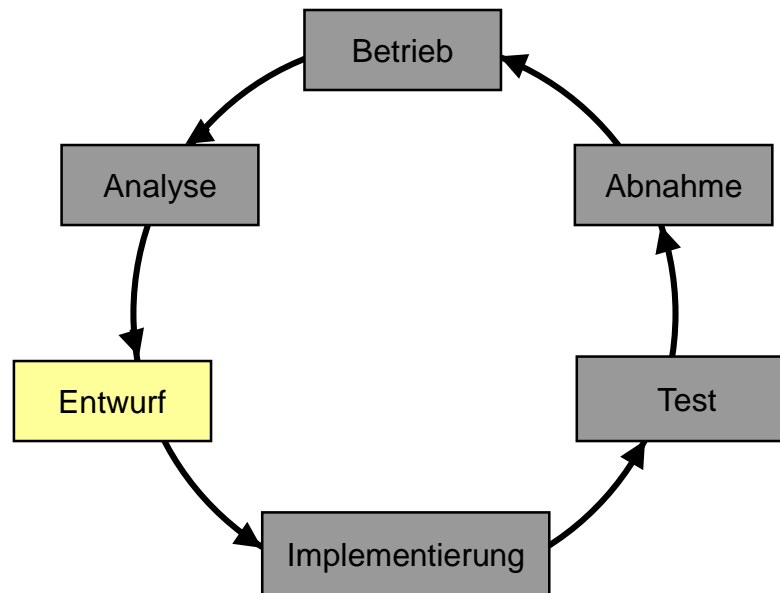 Betrieb
Analyse
Abnahme
Entwurf
Test
Implementierung